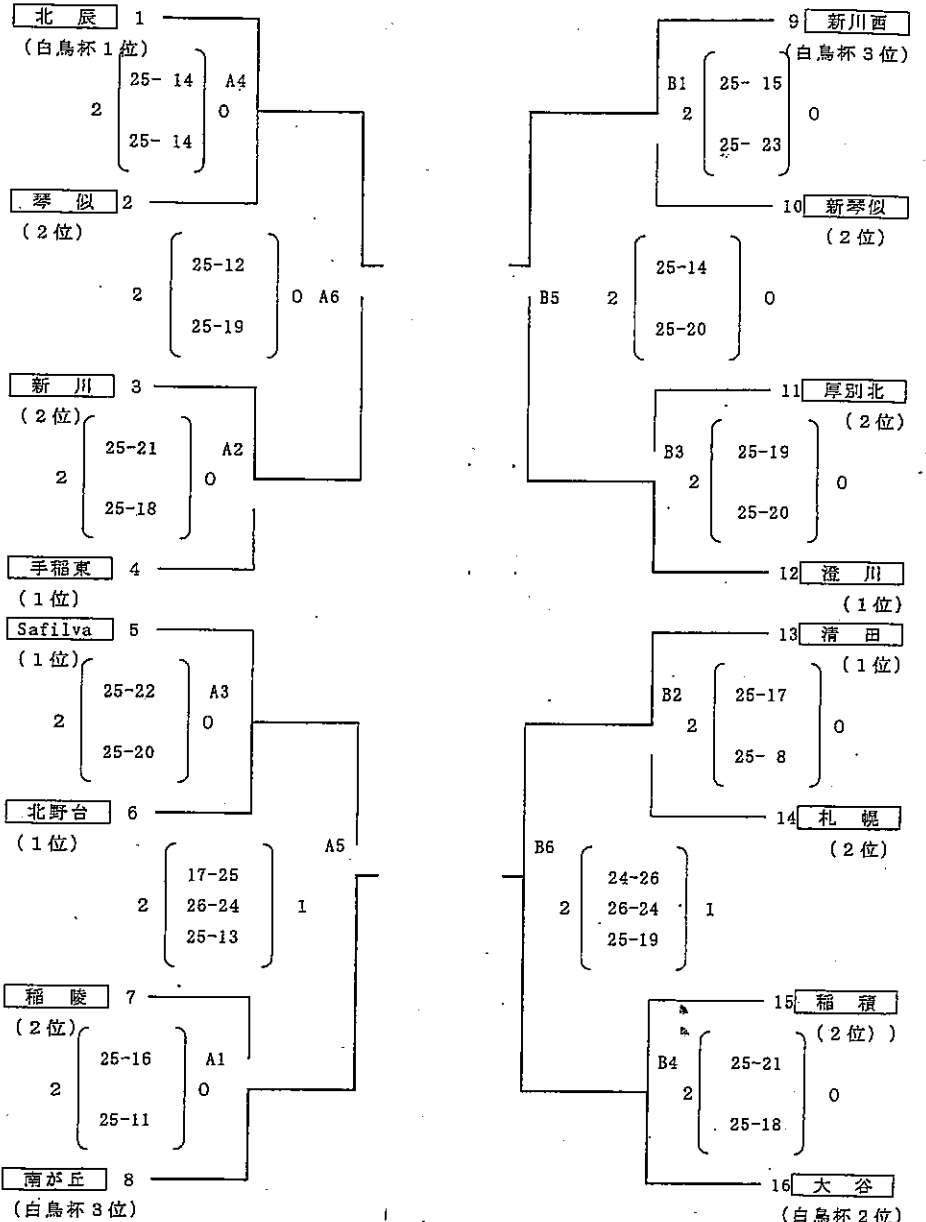 北 辰 1
(白鳥杯1位)
25- 14 A4
2 0
25- 14
琴 似 2
(2位)
25-12
2 0 A6
25-19
新 川 3
(2位)
25-21 A2
2 0
25-18
手稲東 4
(1位)
Safilva 5
(1位)
25-22 A3
2 0
25-20
北野台 6
(1位)
A5
17-25
2 26-24 1
25-13
稲 陵 7
(2位)
25-16 A1
2 0
25-11
南が丘 8
(白鳥杯3位)
9 新川西
(白鳥杯3位)
B1 25- 15
2 0
25- 23
10 新琴似
(2位)
25-14
B5 2 0
25-20
11 厚別北
(2位)
B3 25-19
2 0
25-20
12 澄 川
(1位)
13 清 田
(1位)
B2 25-17
2 0
25- 8
14 札 幌
(2位)
B6
24-26
2 26-24 1
25-19
15 稲 積
(2位))
B4 25-21
2 0
25-18
16 大 谷
(白鳥杯2位)